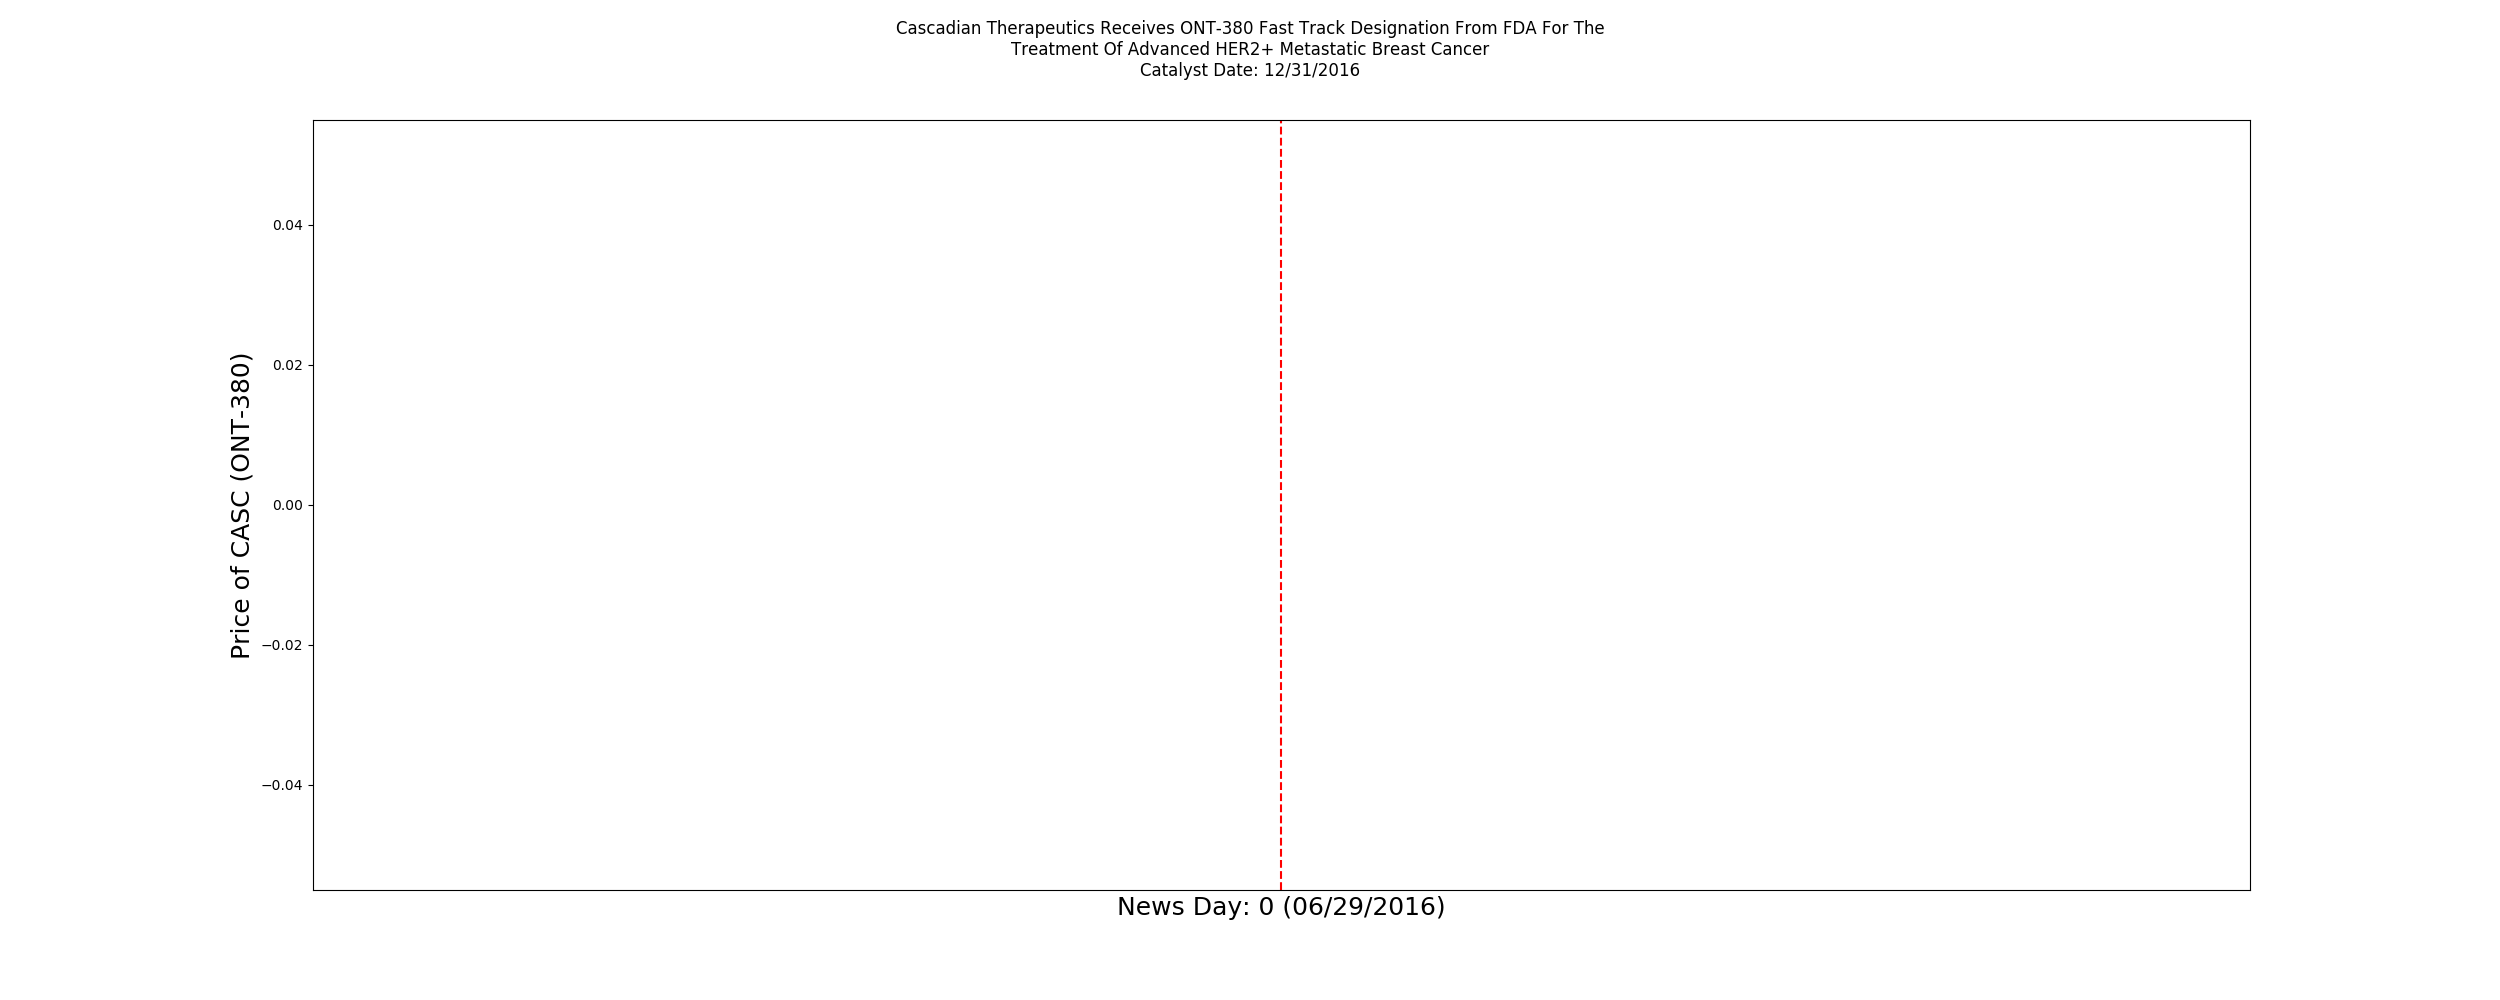 Cascadian Therapeutics Receives ONT-380 Fast Track Designation From FDA For The
Treatment Of Advanced HER2+ Metastatic Breast Cancer
Catalyst Date: 12/31/2016
Price of CASC (ONT-380)
0.04
0.02
0.00
−0.02
−0.04
News Day: 0 (06/29/2016)